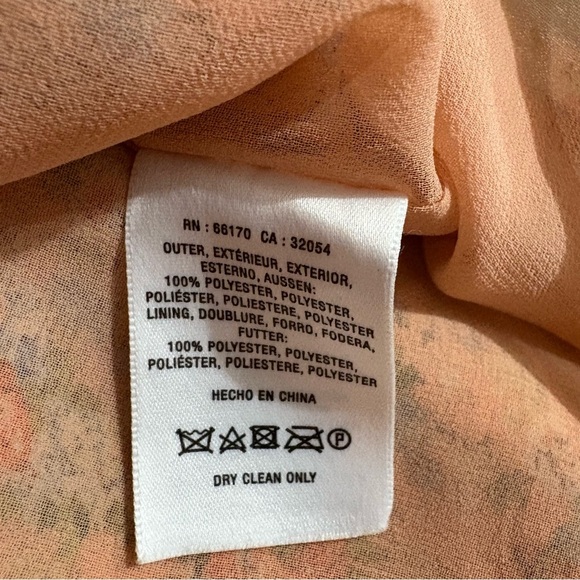 RN : 66170 CA : 32054
OUTER, EXTÉRIEUR, EXTERIOR,
ESTERNO, AUSSEN:
100% POLYESTER, POLYESTER,
POLIÉSTER, POLIESTERE, POLYESTER
LINING, DOUBLURE, FORRO, FODERA,
FUTTER:
100% POLYESTER, POLYESTER,
POLIÉSTER, POLIESTERE, POLYESTER
HECHO EN CHINA
P
DRY CLEAN ONLY